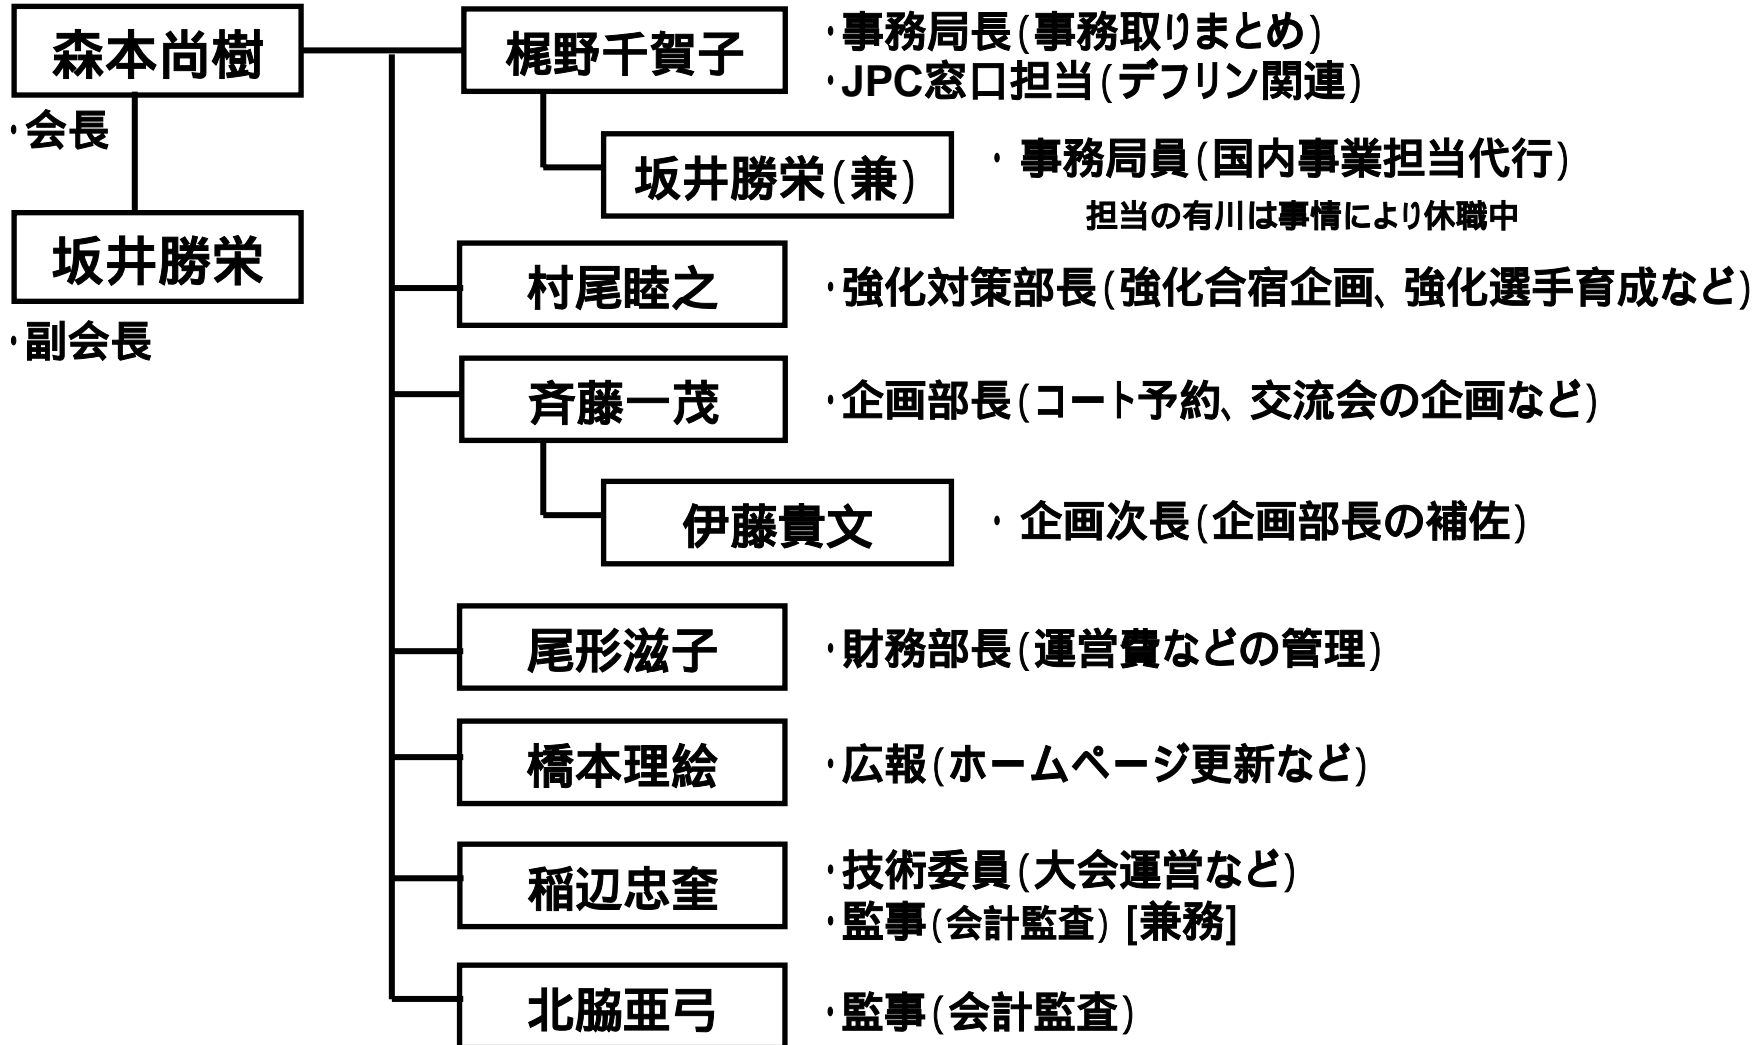 森本尚樹
・会長
坂井勝栄
・副会長
梶野千賀子
・事務局長(事務取りまとめ)
・JPC窓口担当(デフリン関連)
坂井勝栄(兼)
・ 事務局員(国内事業担当代行)
担当の有川は事情により休職中
村尾睦之
・強化対策部長(強化合宿企画、強化選手育成など)
斉藤一茂
・企画部長(コート予約、交流会の企画など)
伊藤貴文
・ 企画次長(企画部長の補佐)
尾形滋子
・財務部長(運営費などの管理)
橋本理絵
・広報(ホームページ更新など)
稲辺忠奎
・技術委員(大会運営など)
・監事(会計監査) [兼務]
北脇亜弓
・監事(会計監査)